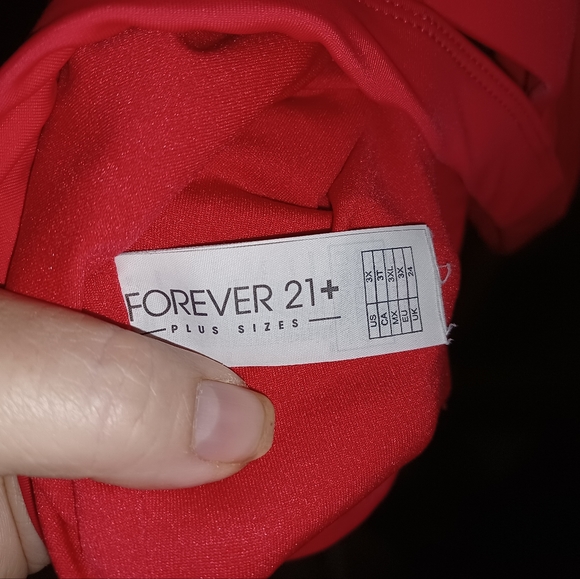 FOREVER 21+
PLUS SIZES
US 3X
CA 3T
MX 3XL
EU 3X
UK 24